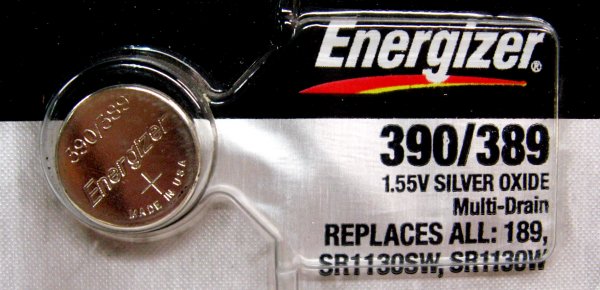 390/389
Energizer
+
MADE IN USA
Energizer®
390/389
1.55V SILVER OXIDE
Multi-Drain
REPLACES ALL: 189,
SR1130SW, SR1130W